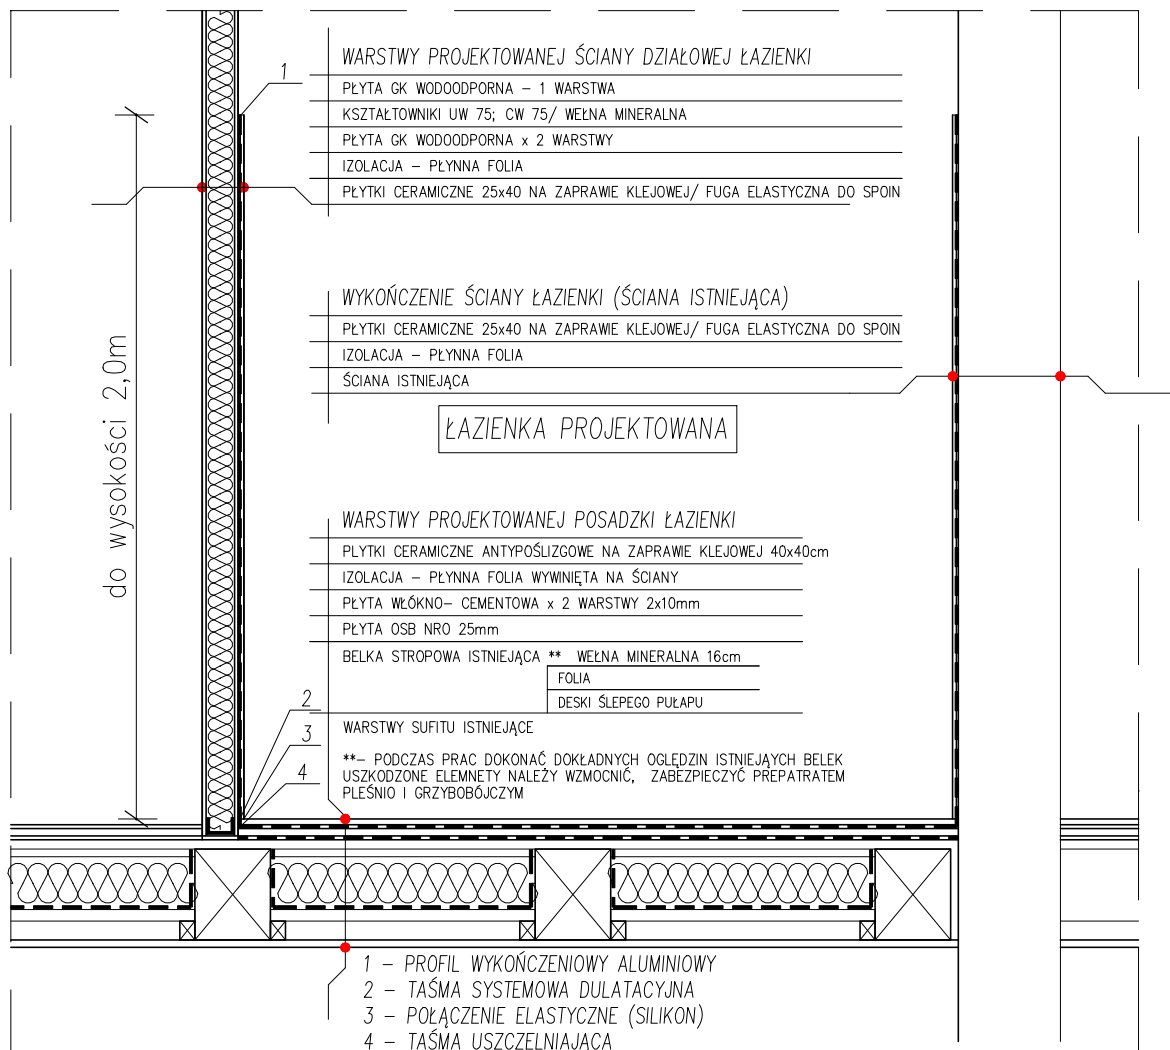 WARSTWY PROJEKTOWANEJ ŚCIANY DZIAŁOWEJ ŁAZIENKI
1
PŁYTA GK WODOODPORNA – 1 WARSTWA
KSZTAŁTOWNIKI UW 75; CW 75/ WEŁNA MINERALNA
PŁYTA GK WODOODPORNA x 2 WARSTWY
IZOLACJA – PŁYNNA FOLIA
PŁYTKI CERAMICZNE 25x40 NA ZAPRAWIE KLEJOWEJ/ FUGA ELASTYCZNA DO SPOIN
WYKOŃCZENIE ŚCIANY ŁAZIENKI (ŚCIANA ISTNIEJĄCA)
PŁYTKI CERAMICZNE 25x40 NA ZAPRAWIE KLEJOWEJ/ FUGA ELASTYCZNA DO SPOIN
IZOLACJA – PŁYNNA FOLIA
ŚCIANA ISTNIEJĄCA
do wysokości 2,0m
ŁAZIENKA PROJEKTOWANA
WARSTWY PROJEKTOWANEJ POSADZKI ŁAZIENKI
PLYTKI CERAMICZNE ANTYPOŚLIZGOWE NA ZAPRAWIE KLEJOWEJ 40x40cm
IZOLACJA – PŁYNNA FOLIA WYWINIĘTA NA ŚCIANY
PŁYTA WŁÓKNO– CEMENTOWA x 2 WARSTWY 2x10mm
PŁYTA OSB NRO 25mm
BELKA STROPOWA ISTNIEJĄCA ** WEŁNA MINERALNA 16cm
FOLIA
DESKI ŚLEPEGO PUŁAPU
2
WARSTWY SUFITU ISTNIEJĄCE
3
**– PODCZAS PRAC DOKONAĆ DOKŁADNYCH OGLĘDZIN ISTNIEJĄYCH BELEK
4
USZKODZONE ELEMNETY NALEŻY WZMOCNIĆ, ZABEZPIECZYĆ PREPATRATEM
PLEŚNIO I GRZYBOBÓJCZYM
1 – PROFIL WYKOŃCZENIOWY ALUMINIOWY
2 – TAŚMA SYSTEMOWA DULATACYJNA
3 – POŁĄCZENIE ELASTYCZNE (SILIKON)
4 – TAŚMA USZCZELNIAJACA